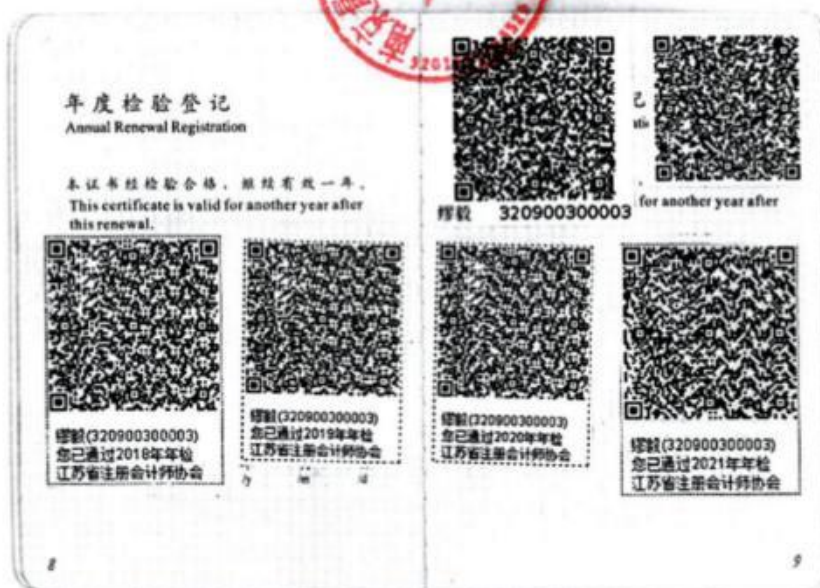 年度检验登记
Annual Renewal Registration
本证书经检验合格，继续有效一年。
This certificate is valid for another year after
this renewal.
缪毅(320900300003)
您已通过2018年年检
江苏省注册会计师协会
缪毅(320900300003)
您已通过2019年年检
江苏省注册会计师协会
8
缪毅 320900300003
for another year after
缪毅(320900300003)
您已通过2020年年检
江苏省注册会计师协会
缪毅(320900300003)
您已通过2021年年检
江苏省注册会计师协会
9